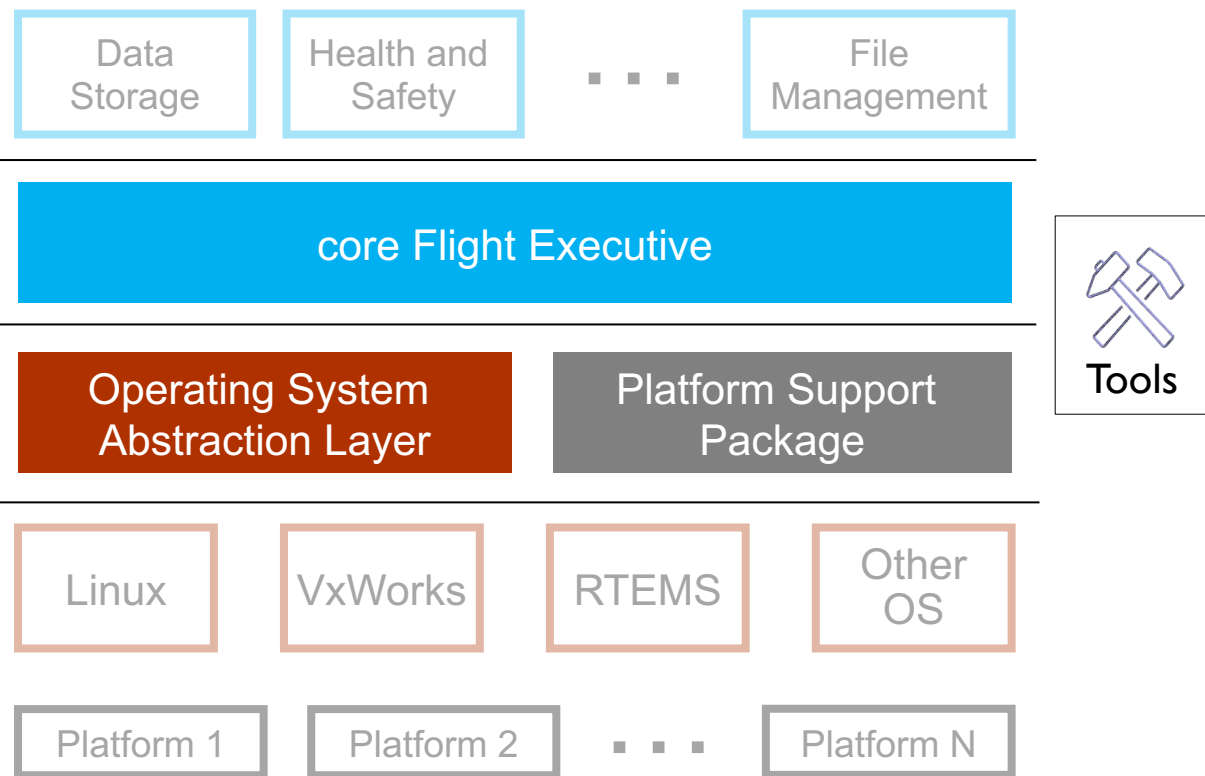 Data
Storage
Health and
Safety
. . .
File
Management
core Flight Executive
Operating System
Abstraction Layer
Platform Support
Package
Tools
Linux
VxWorks
RTEMS
Other
OS
Platform 1
Platform 2
. . .
Platform N